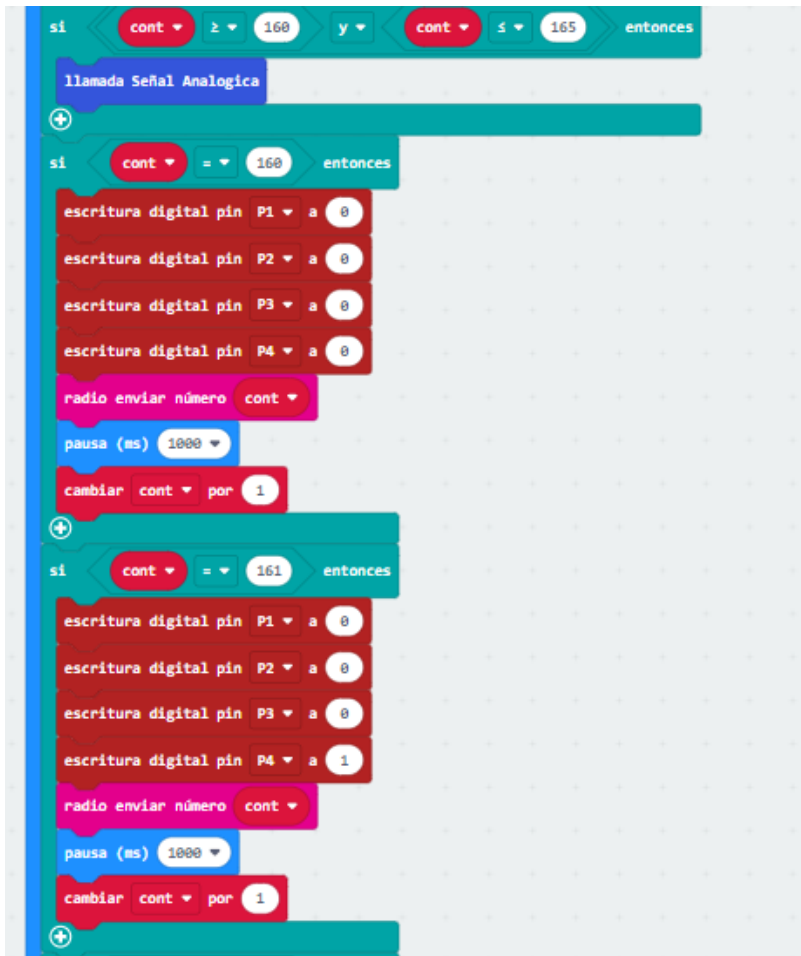 si cont ≥ 160 y cont ≤ 165 entonces
llamada Señal Analogica
si cont = 160 entonces
escritura digital pin P1 a 0
escritura digital pin P2 a 0
escritura digital pin P3 a 0
escritura digital pin P4 a 0
radio enviar número cont
pausa (ms) 1000
cambiar cont por 1
si cont = 161 entonces
escritura digital pin P1 a 0
escritura digital pin P2 a 0
escritura digital pin P3 a 0
escritura digital pin P4 a 1
radio enviar número cont
pausa (ms) 1000
cambiar cont por 1